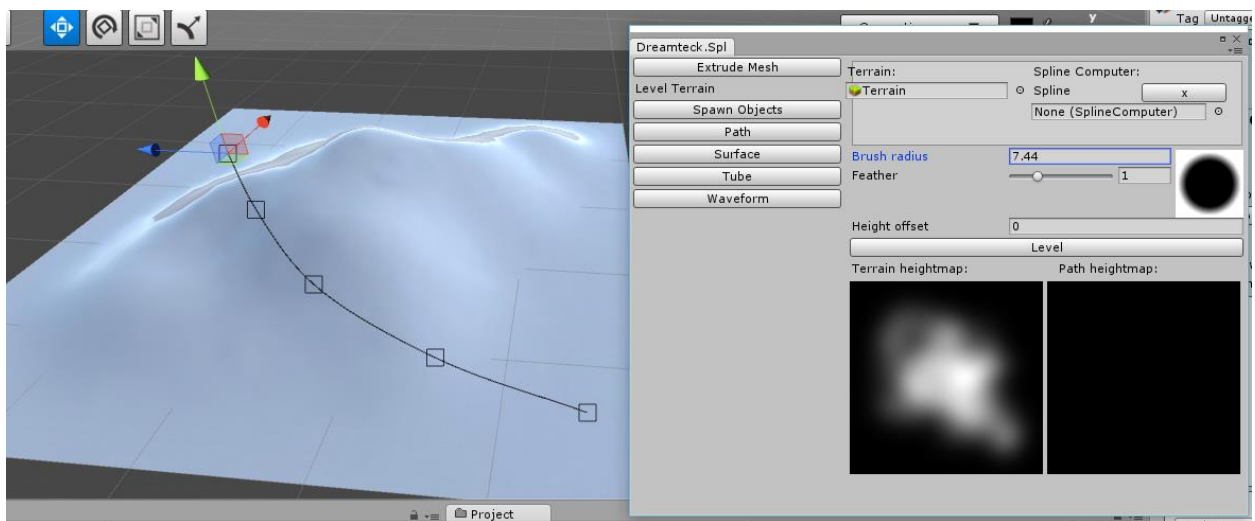 Tag Untagge
y
Dreamteck.Spl
Extrude Mesh
Level Terrain
Spawn Objects
Path
Surface
Tube
Waveform
Terrain:
Terrain
Spline Computer:
Spline x
None (SplineComputer)
Brush radius 7.44
Feather 1
Height offset 0
Level
Terrain heightmap: Path heightmap:
Project